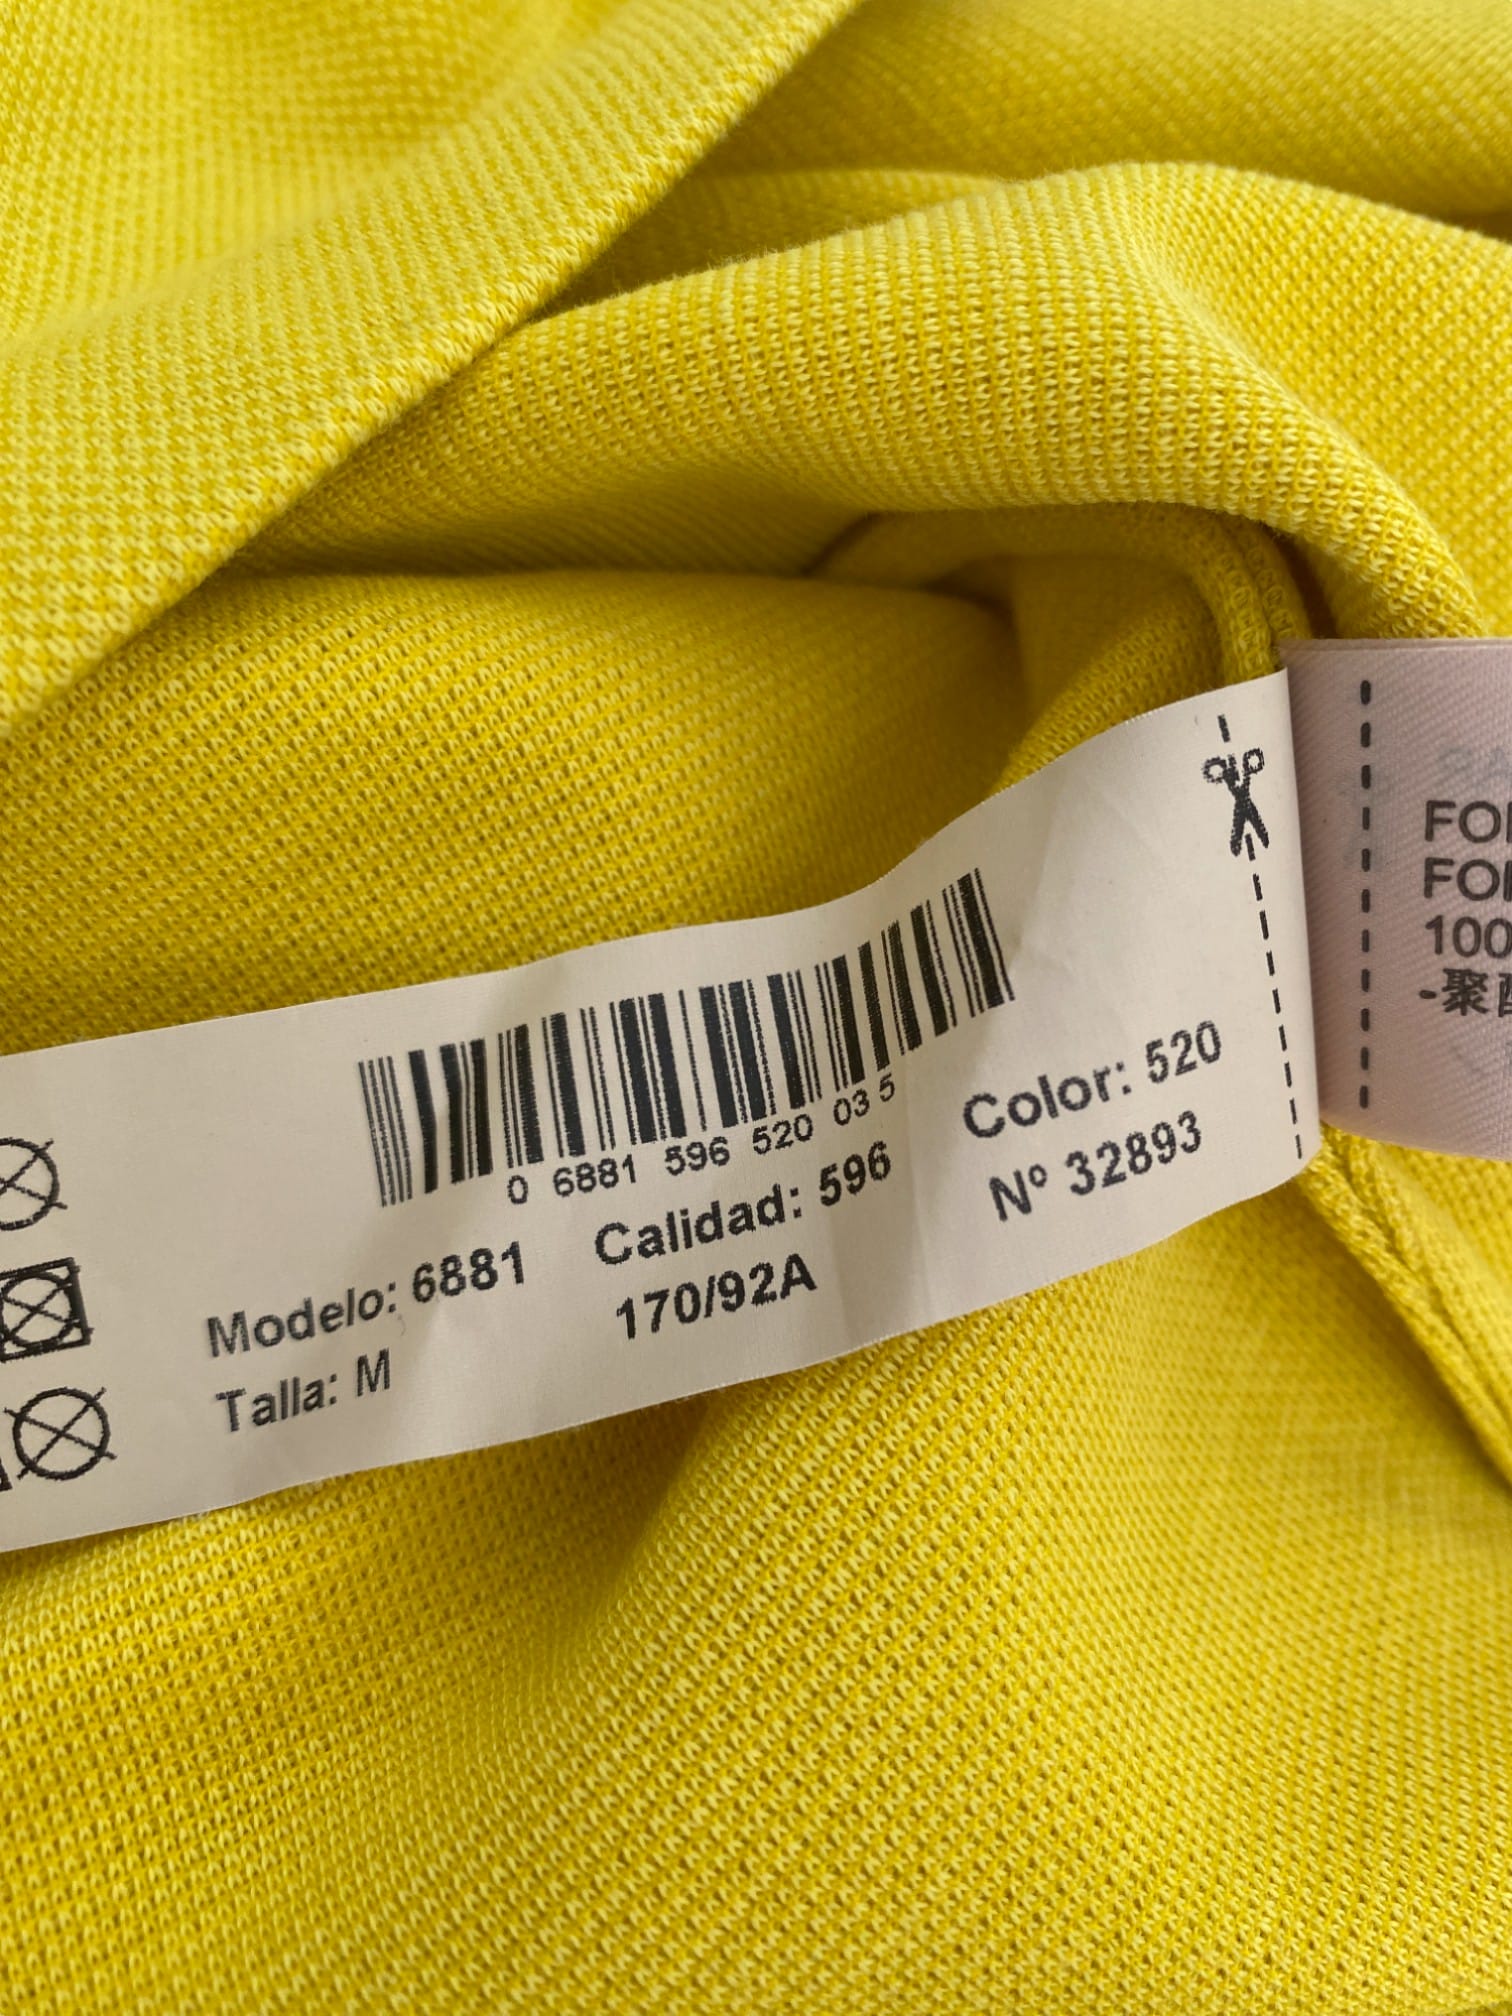 0 6881 596 520 03 5
Modelo: 6881 Calidad: 596 Color: 520
Talla: M 170/92A Nº 32893
100